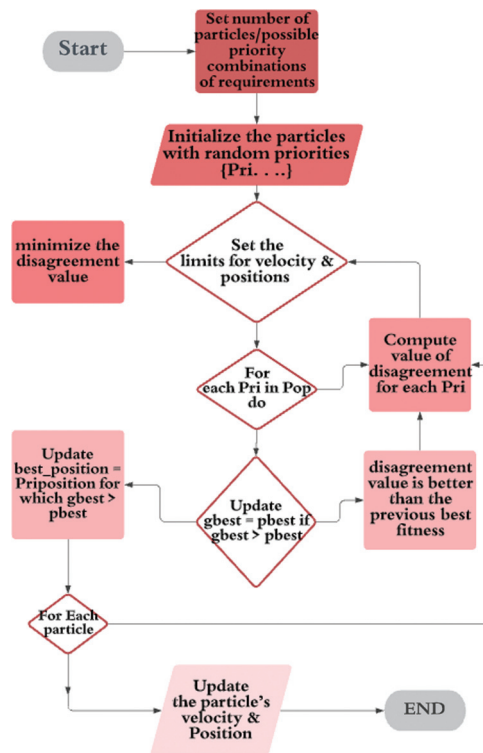 Start
Set number of
particles/possible
priority
combinations
of requirements
Initialize the particles
with random priorities
{Pri. . . .}
Set the
limits for velocity &
positions
minimize the
disagreement
value
For
each Pri in Pop
do
Compute
value of
disagreement
for each Pri
Update
best_position =
Priposition for
which gbest >
pbest
Update
gbest = pbest if
gbest > pbest
disagreement
value is better
than the
previous best
fitness
For Each
particle
Update
the particle's
velocity &
Position
END